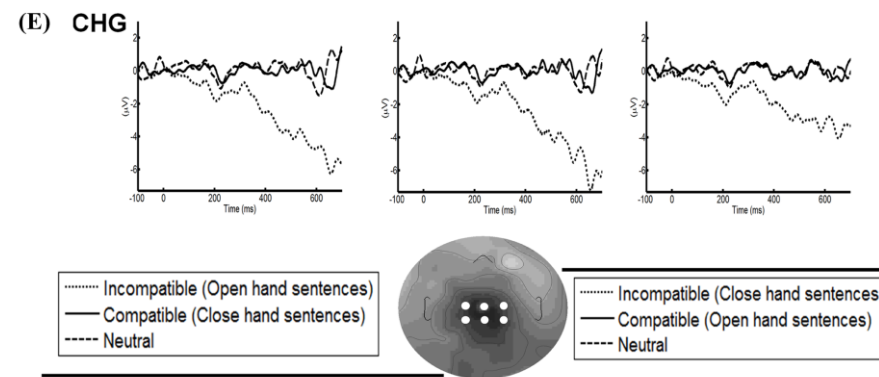 (E) CHG
2
0
-2
-4
-6
(µV)
-100 0 200 400 600
Time (ms)
2
0
-2
-4
-6
(µV)
-100 0 200 400 600
Time (ms)
2
0
-2
-4
-6
(µV)
-100 0 200 400 600
Time (ms)
Incompatible (Open hand sentences)
Compatible (Close hand sentences)
Neutral
Incompatible (Close hand sentences
Compatible (Open hand sentences)
Neutral